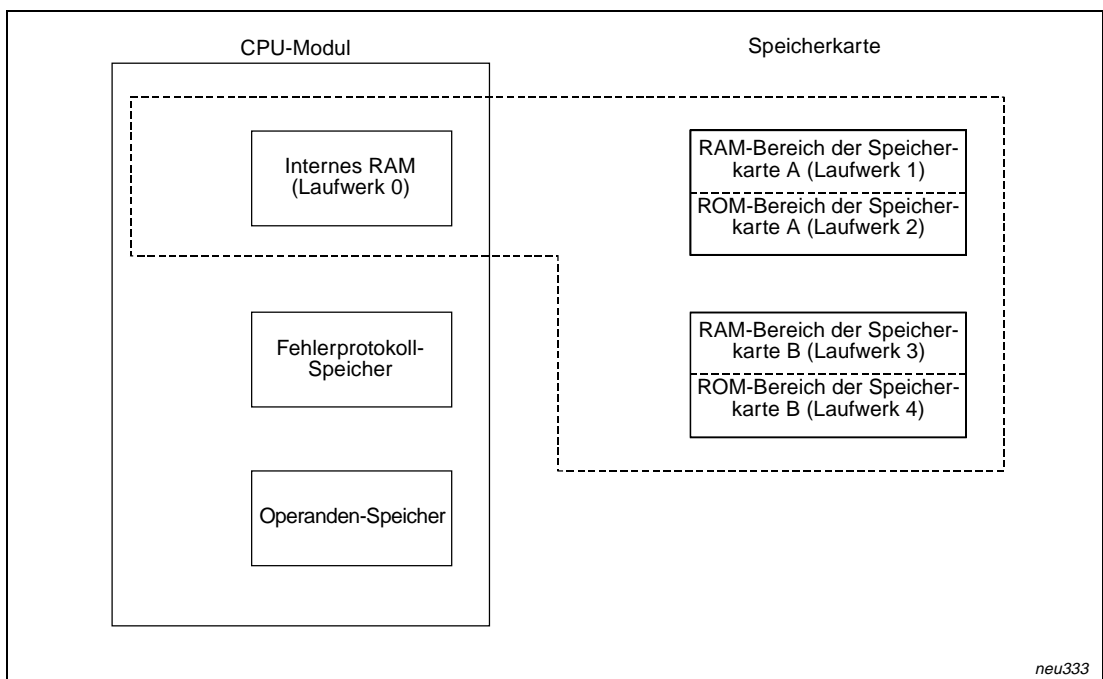 CPU-Modul
Speicherkarte
Internes RAM
(Laufwerk 0)
RAM-Bereich der Speicher-
karte A (Laufwerk 1)
ROM-Bereich der Speicher-
karte A (Laufwerk 2)
Fehlerprotokoll-
Speicher
RAM-Bereich der Speicher-
karte B (Laufwerk 3)
ROM-Bereich der Speicher-
karte B (Laufwerk 4)
Operanden-Speicher
neu333